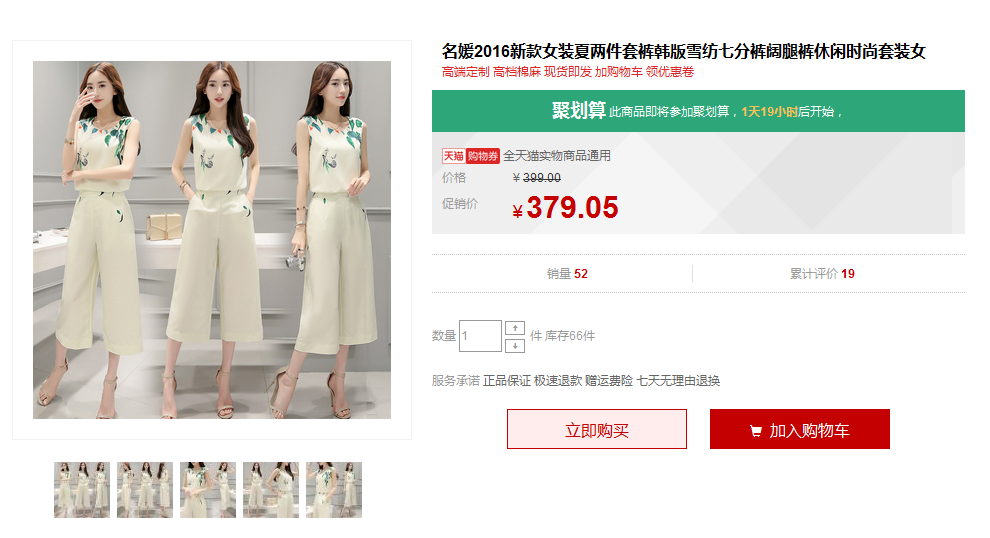 名媛2016新款女装夏两件套裤韩版雪纺七分裤阔腿裤休闲时尚套装女
高端定制 高档棉麻 现货即发 加购物车 领优惠卷
聚划算 此商品即将参加聚划算，1天19小时后开始，
天猫 购物券 全天猫实物商品通用
价格 ¥ 399.00
促销价 ¥ 379.05
销量 52 累计评价 19
数量 1 件 库存66件
服务承诺 正品保证 极速退款 赠运费险 七天无理由退换
立即购买 加入购物车